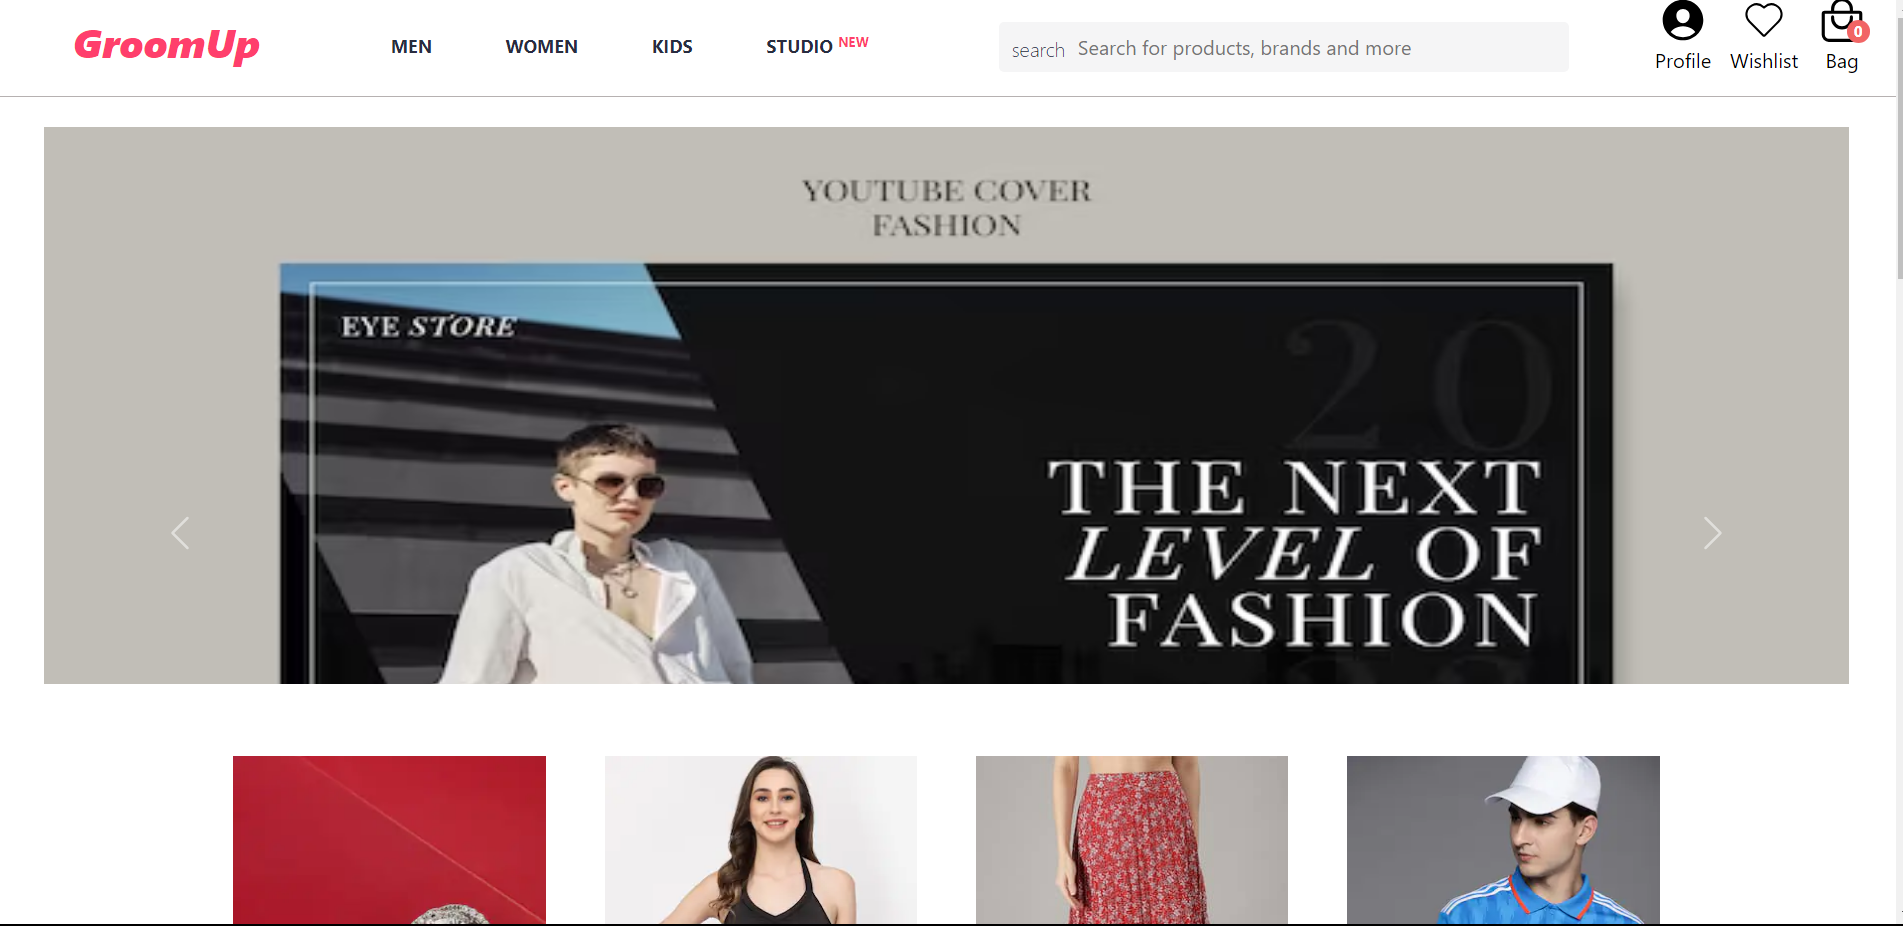 GroomUp
MEN
WOMEN
KIDS
STUDIO NEW
search Search for products, brands and more
Profile
Wishlist
0
Bag
YOUTUBE COVER
FASHION
EYE STORE
20
THE NEXT
LEVEL OF
FASHION